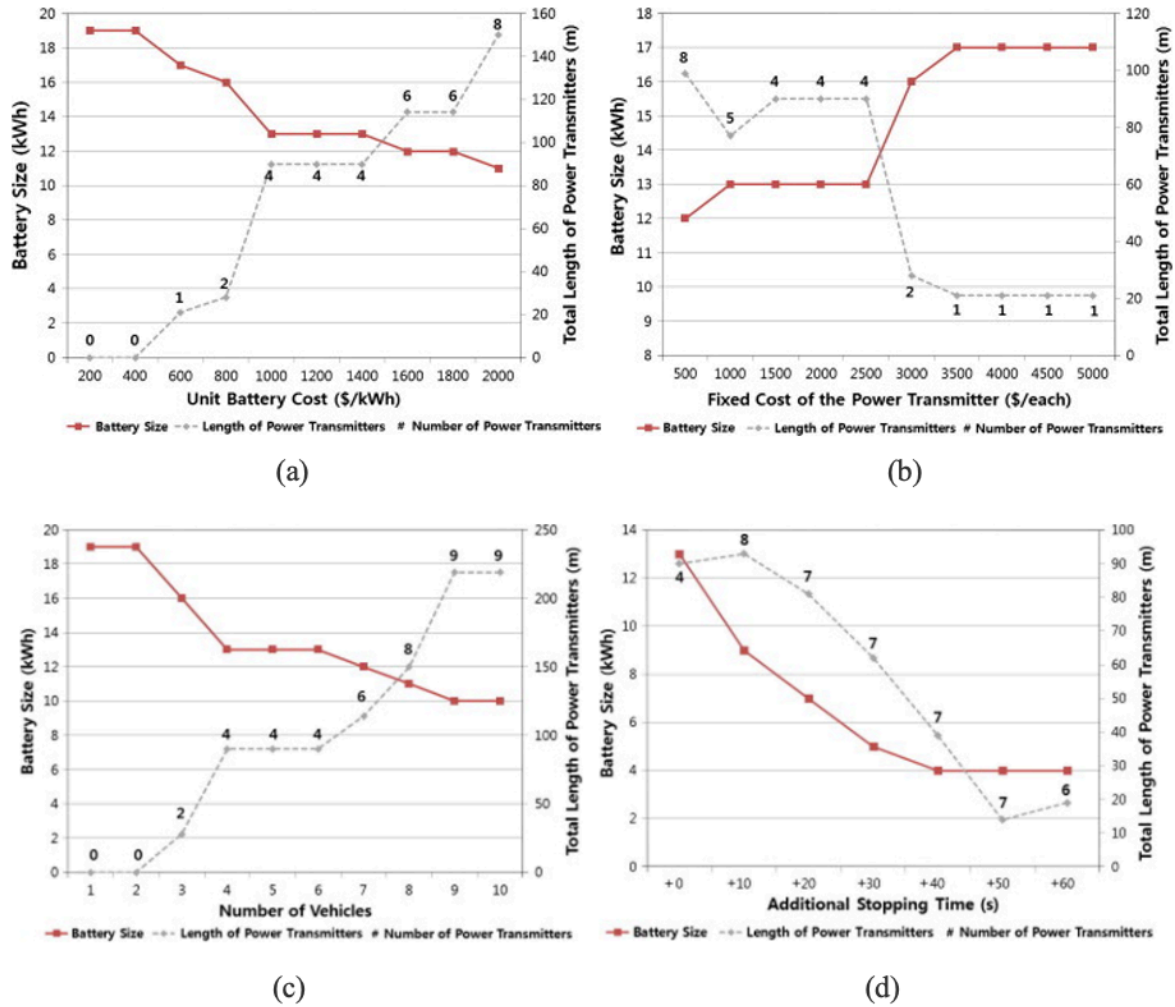 20
18
16
14
12
10
8
6
4
2
0
Battery Size (kWh)
160
140
120
100
80
60
40
20
0
Total Length of Power Transmitters (m)
0 0 1 2 4 4 4 6 6 8
200 400 600 800 1000 1200 1400 1600 1800 2000
Unit Battery Cost ($/kWh)
Battery Size Length of Power Transmitters # Number of Power Transmitters
(a)
18
17
16
15
14
13
12
11
10
9
8
Battery Size (kWh)
120
100
80
60
40
20
0
Total Length of Power Transmitters (m)
8 5 4 4 4 2 1 1 1 1
500 1000 1500 2000 2500 3000 3500 4000 4500 5000
Fixed Cost of the Power Transmitter ($/each)
Battery Size Length of Power Transmitters # Number of Power Transmitters
(b)
20
18
16
14
12
10
8
6
4
2
0
Battery Size (kWh)
250
200
150
100
50
0
Total Length of Power Transmitters (m)
0 0 2 4 4 4 6 8 9 9
1 2 3 4 5 6 7 8 9 10
Number of Vehicles
Battery Size Length of Power Transmitters # Number of Power Transmitters
(c)
14
12
10
8
6
4
2
0
Battery Size (kWh)
100
90
80
70
60
50
40
30
20
10
0
Total Length of Power Transmitters (m)
4 8 7 7 7 7 6
+0 +10 +20 +30 +40 +50 +60
Additional Stopping Time (s)
Battery Size Length of Power Transmitters # Number of Power Transmitters
(d)